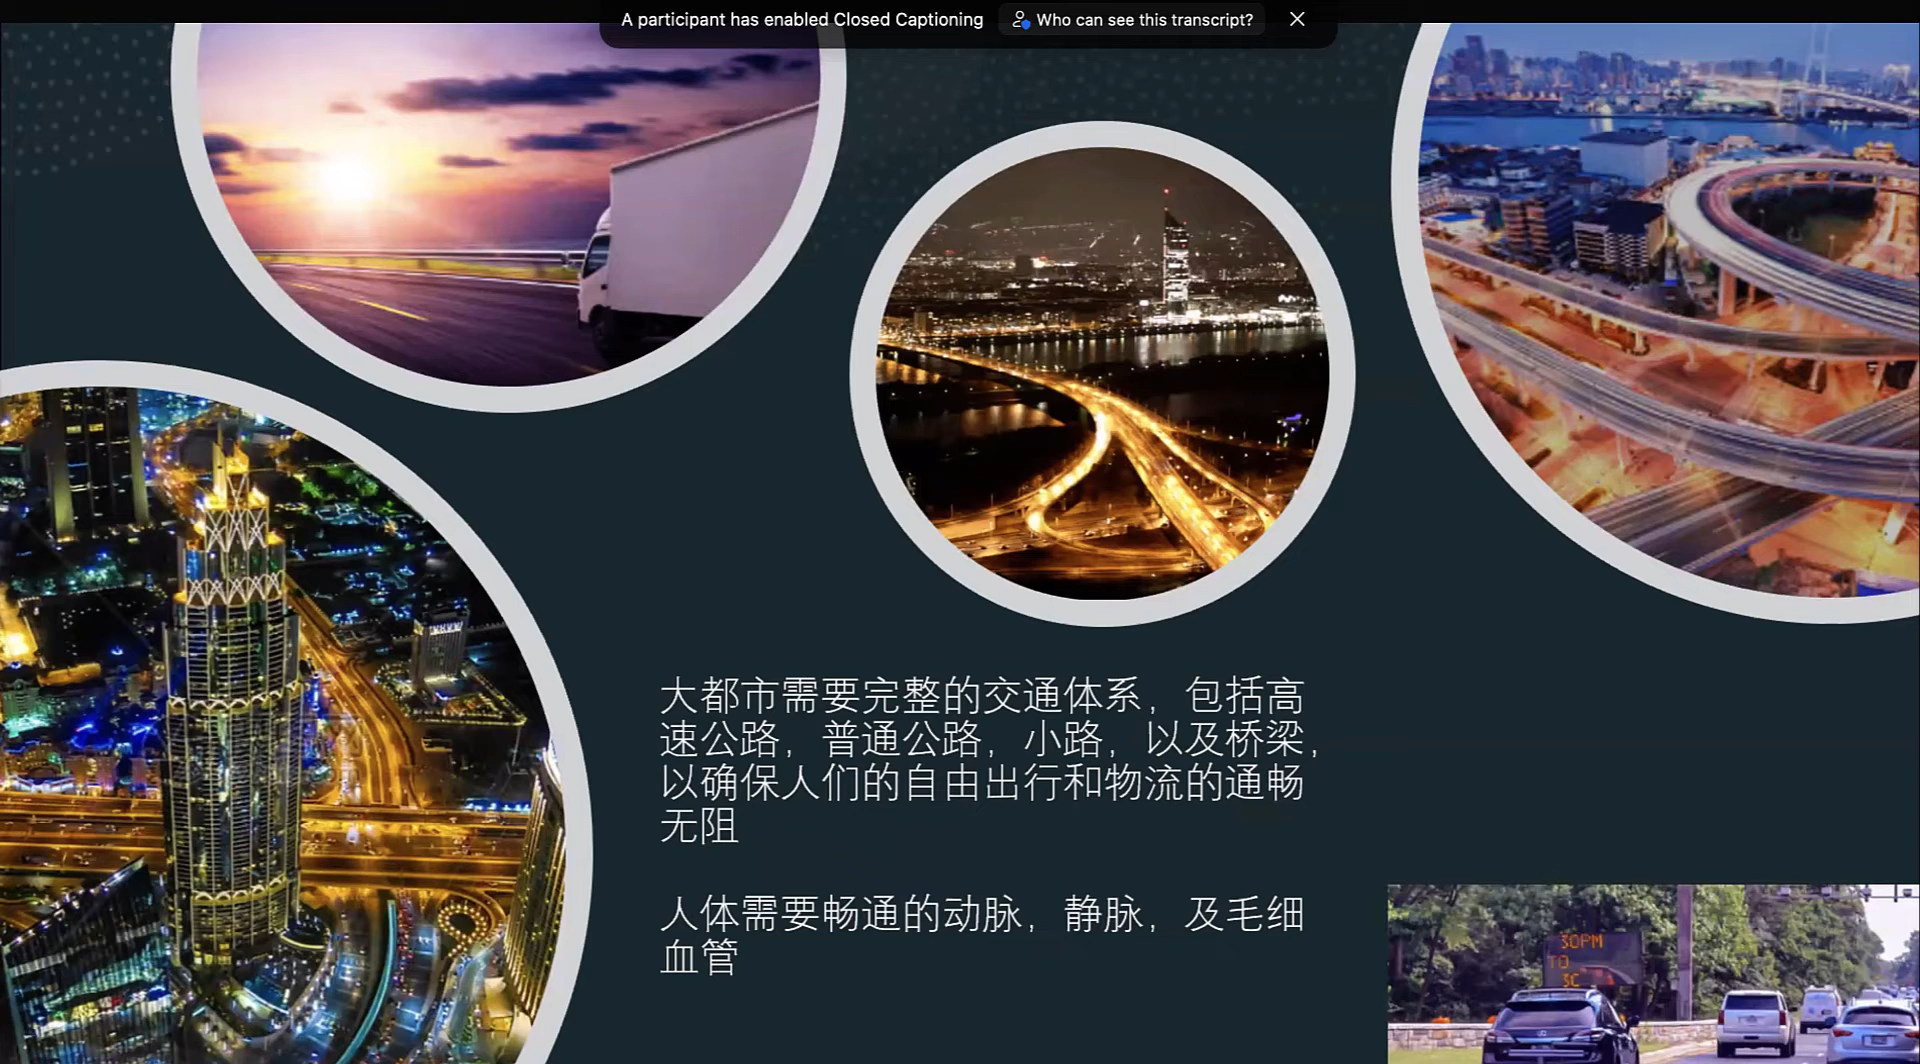 A participant has enabled Closed Captioning Who can see this transcript?
大都市需要完整的交通体系，包括高
速公路，普通公路，小路，以及桥梁，
以确保人们的自由出行和物流的通畅
无阻
人体需要畅通的动脉，静脉，及毛细
血管
30PM
TO